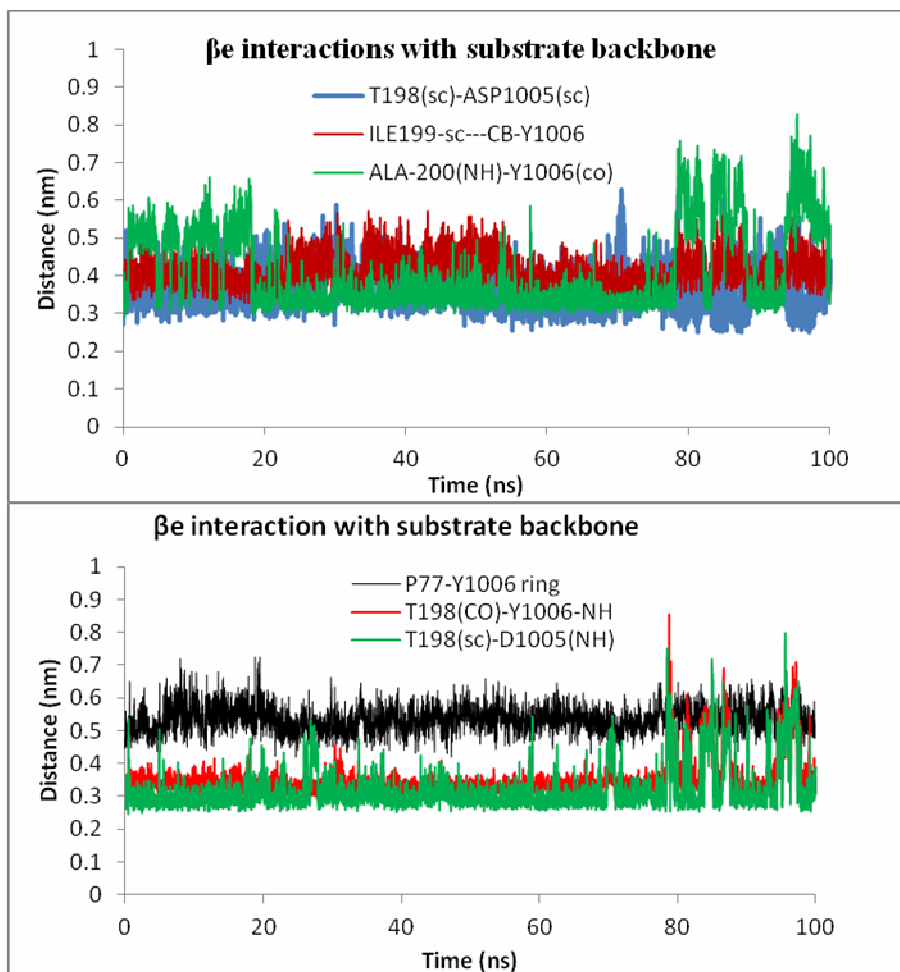 βe interactions with substrate backbone
T198(sc)-ASP1005(sc)
ILE199-sc---CB-Y1006
ALA-200(NH)-Y1006(co)
Distance (nm)
1
0.9
0.8
0.7
0.6
0.5
0.4
0.3
0.2
0.1
0
0 20 40 60 80 100
Time (ns)
βe interaction with substrate backbone
P77-Y1006 ring
T198(CO)-Y1006-NH
T198(sc)-D1005(NH)
Distance (nm)
1
0.9
0.8
0.7
0.6
0.5
0.4
0.3
0.2
0.1
0
0 20 40 60 80 100
Time (ns)